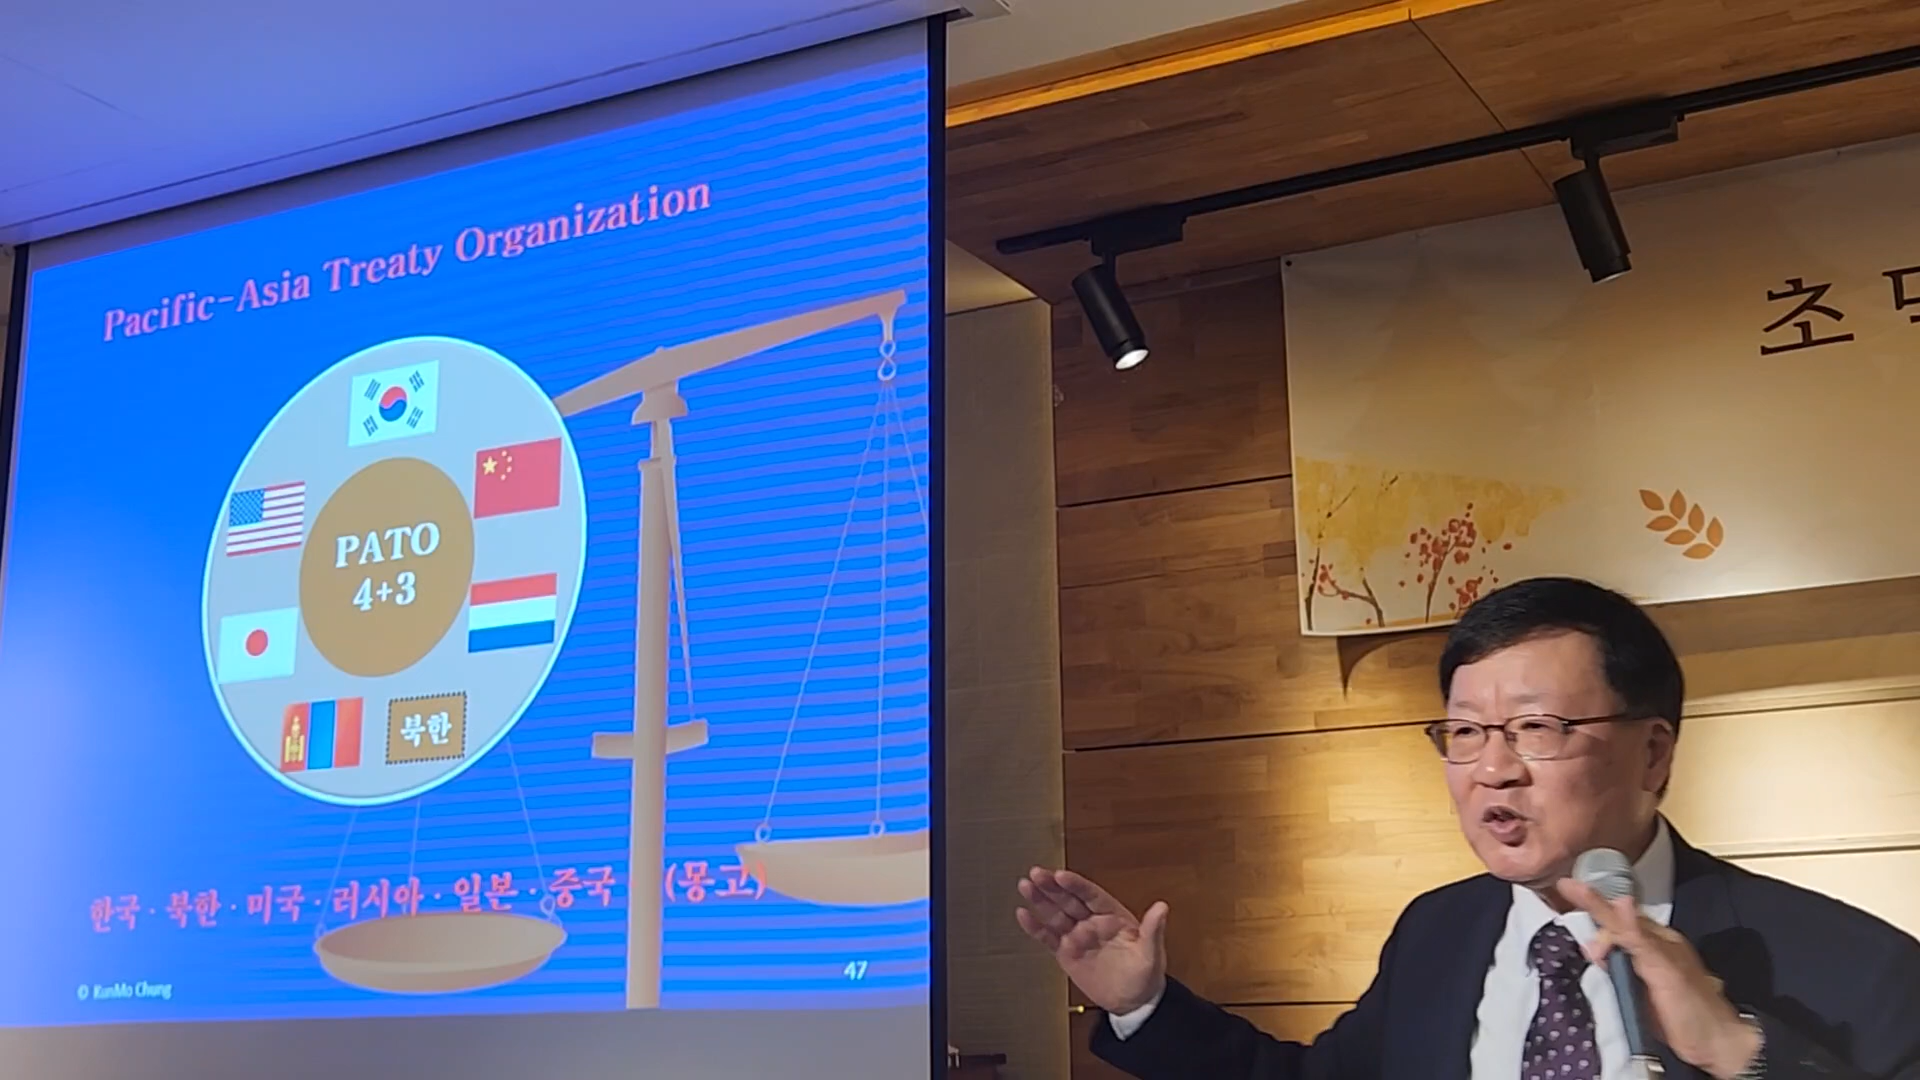 Pacific-Asia Treaty Organization
PATO
4+3
북한
한국 · 북한 · 미국 · 러시아 · 일본 · 중국 (몽고)
© KunMo Chung
47
초